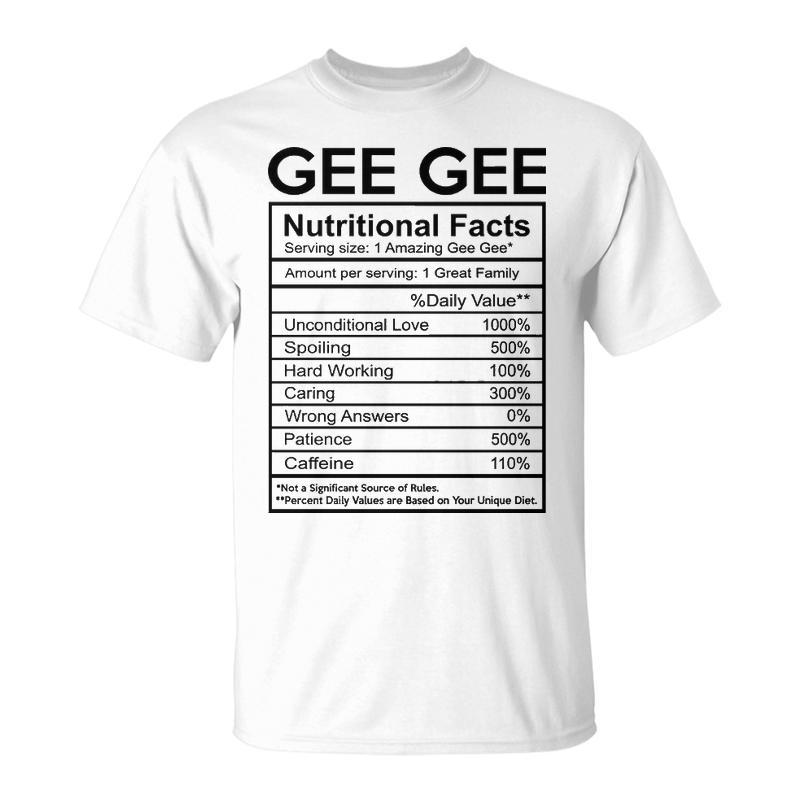 GEE GEE
Nutritional Facts
Serving size: 1 Amazing Gee Gee*
Amount per serving: 1 Great Family
%Daily Value**
Unconditional Love 1000%
Spoiling 500%
Hard Working 100%
Caring 300%
Wrong Answers 0%
Patience 500%
Caffeine 110%
*Not a Significant Source of Rules.
**Percent Daily Values are Based on Your Unique Diet.